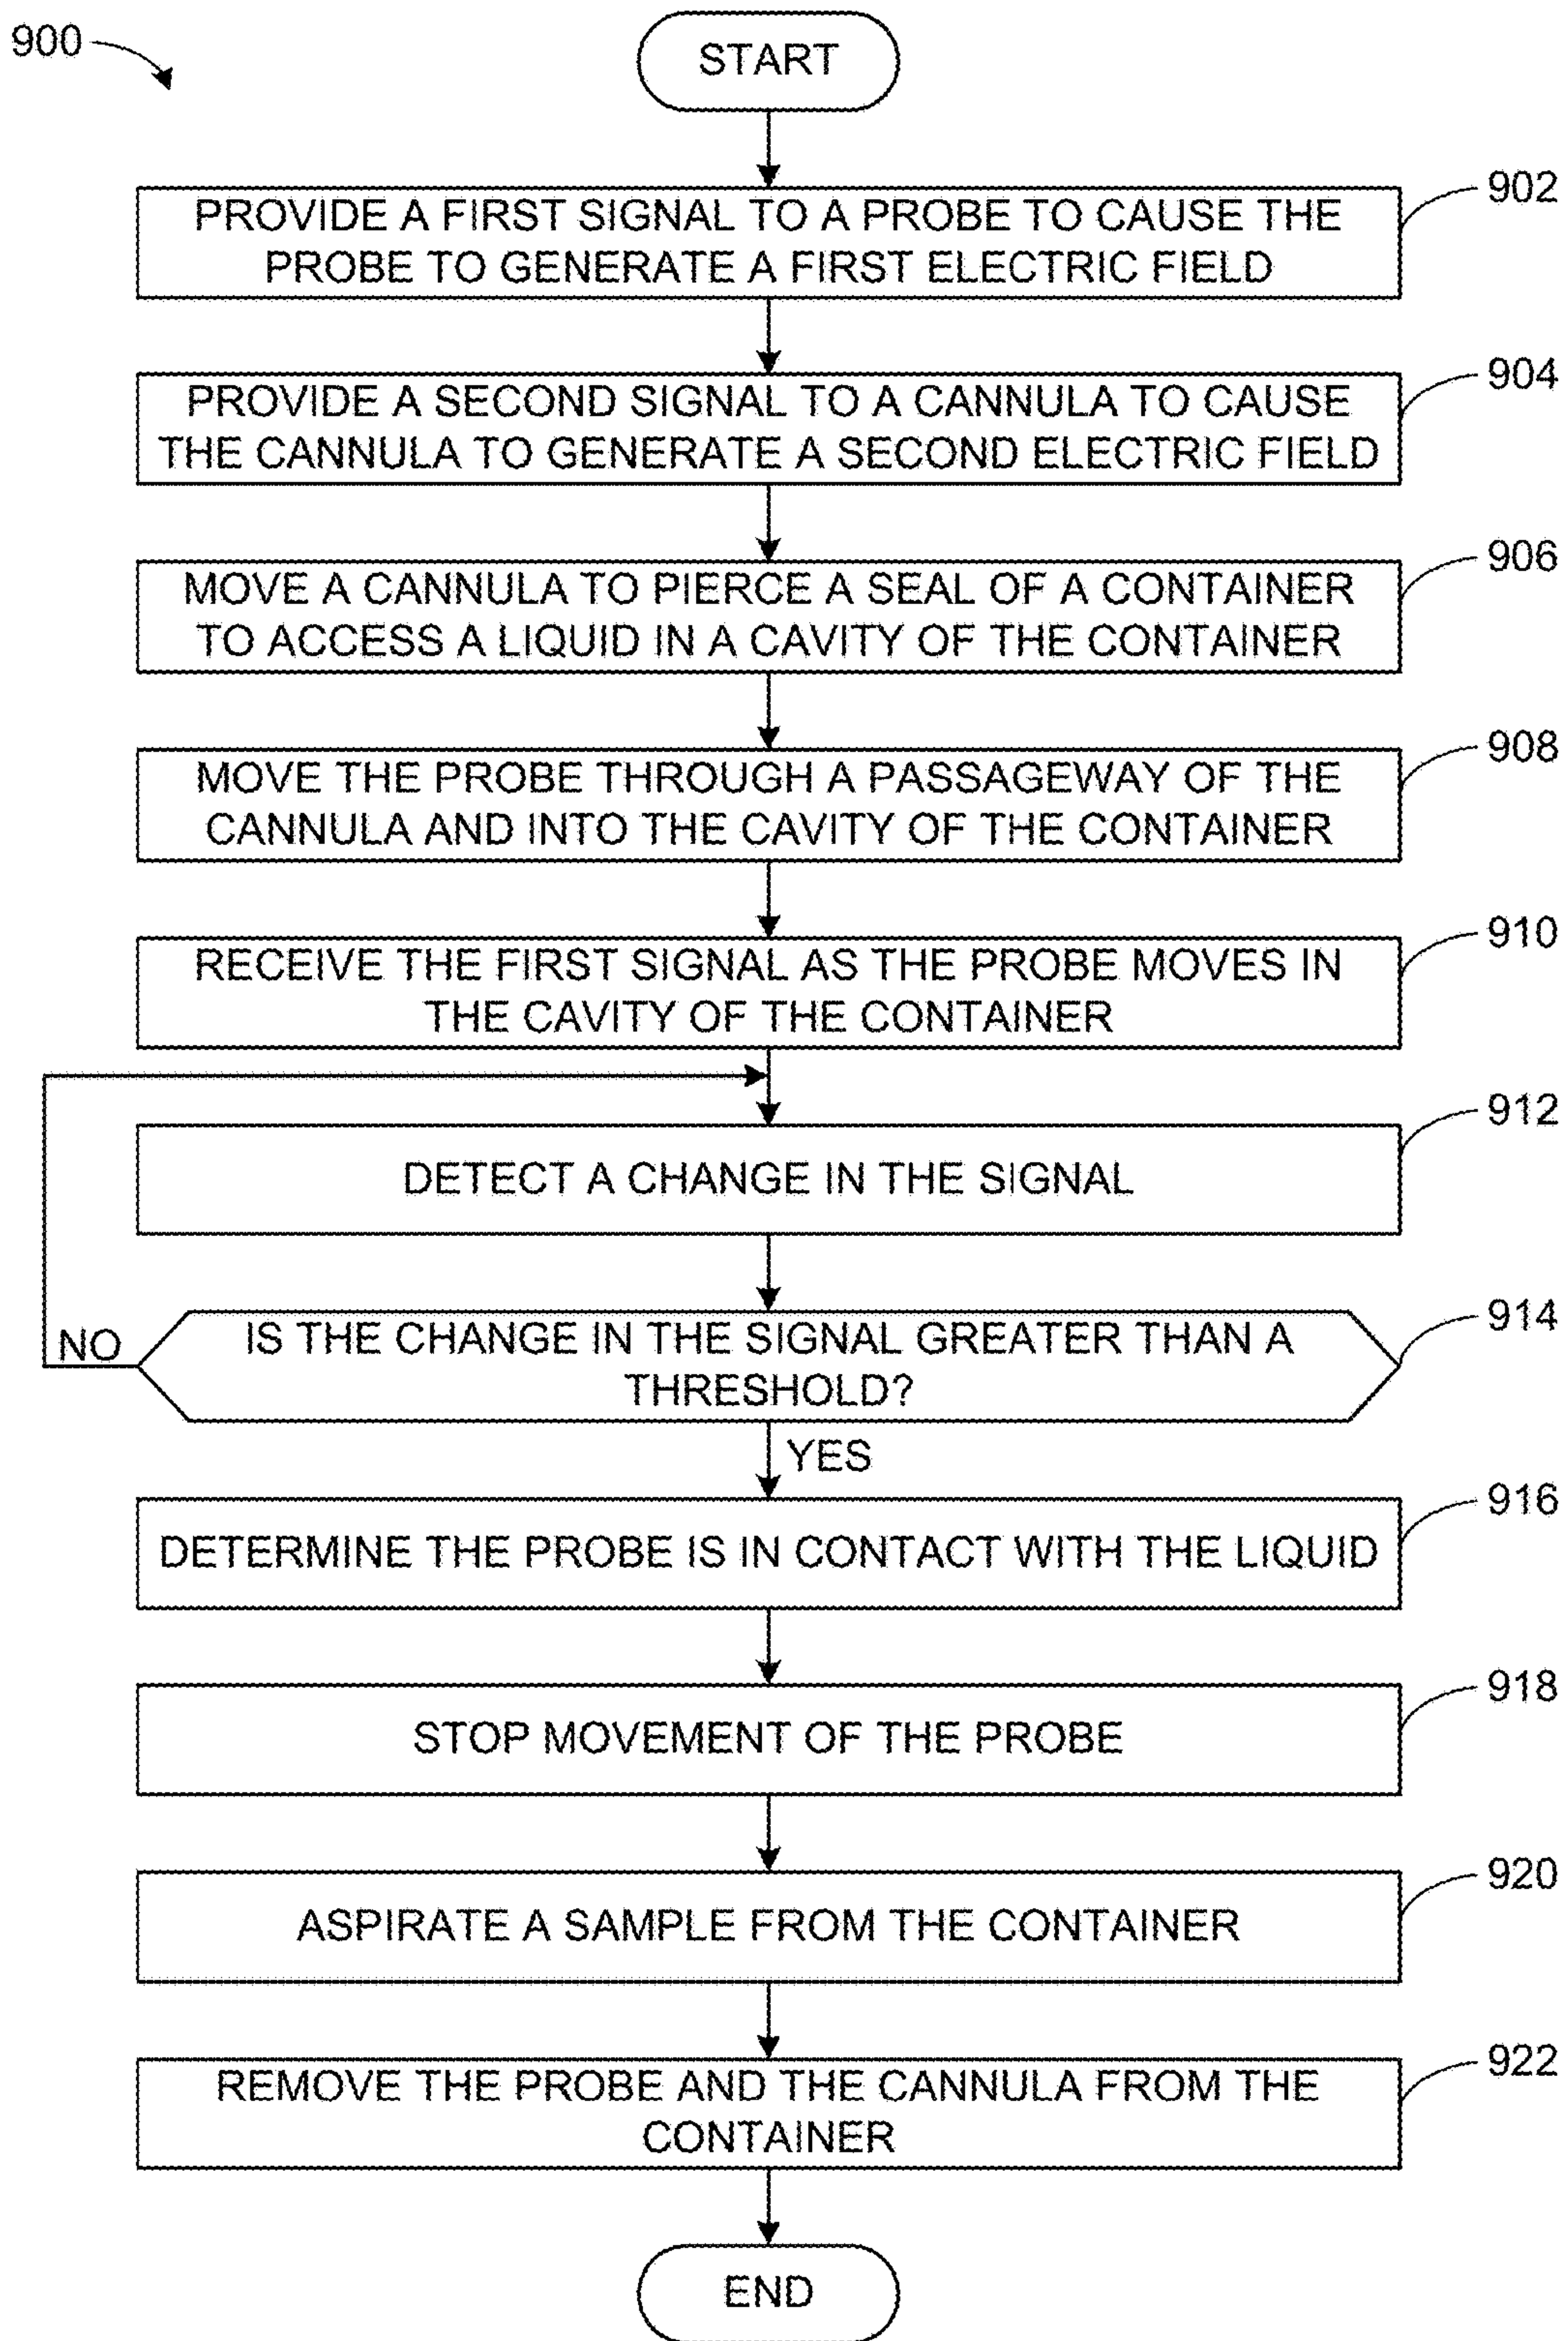 900
START
902
PROVIDE A FIRST SIGNAL TO A PROBE TO CAUSE THE
PROBE TO GENERATE A FIRST ELECTRIC FIELD
904
PROVIDE A SECOND SIGNAL TO A CANNULA TO CAUSE
THE CANNULA TO GENERATE A SECOND ELECTRIC FIELD
906
MOVE A CANNULA TO PIERCE A SEAL OF A CONTAINER
TO ACCESS A LIQUID IN A CAVITY OF THE CONTAINER
908
MOVE THE PROBE THROUGH A PASSAGEWAY OF THE
CANNULA AND INTO THE CAVITY OF THE CONTAINER
910
RECEIVE THE FIRST SIGNAL AS THE PROBE MOVES IN
THE CAVITY OF THE CONTAINER
912
DETECT A CHANGE IN THE SIGNAL
914
IS THE CHANGE IN THE SIGNAL GREATER THAN A
THRESHOLD?
NO
YES
916
DETERMINE THE PROBE IS IN CONTACT WITH THE LIQUID
918
STOP MOVEMENT OF THE PROBE
920
ASPIRATE A SAMPLE FROM THE CONTAINER
922
REMOVE THE PROBE AND THE CANNULA FROM THE
CONTAINER
END